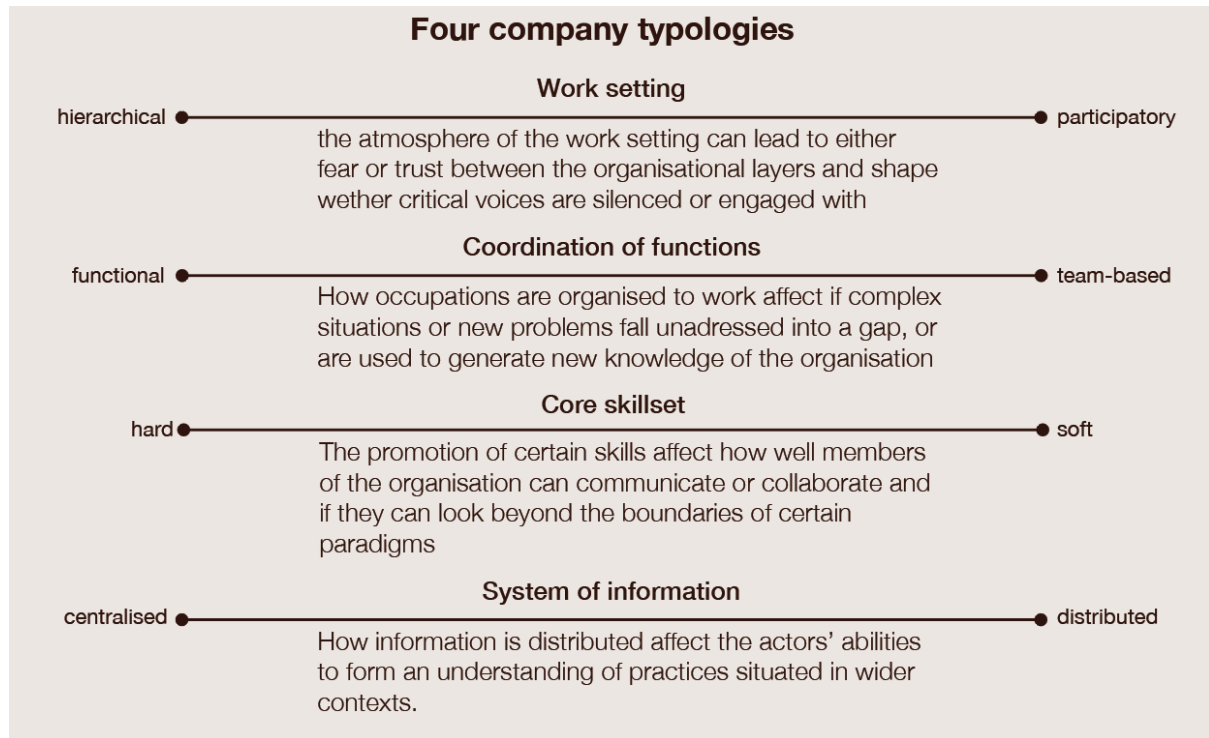 Four company typologies
Work setting
hierarchical
participatory
the atmosphere of the work setting can lead to either
fear or trust between the organisational layers and shape
wether critical voices are silenced or engaged with
Coordination of functions
functional
team-based
How occupations are organised to work affect if complex
situations or new problems fall unadressed into a gap, or
are used to generate new knowledge of the organisation
Core skillset
hard
soft
The promotion of certain skills affect how well members
of the organisation can communicate or collaborate and
if they can look beyond the boundaries of certain
paradigms
System of information
centralised
distributed
How information is distributed affect the actors’ abilities
to form an understanding of practices situated in wider
contexts.